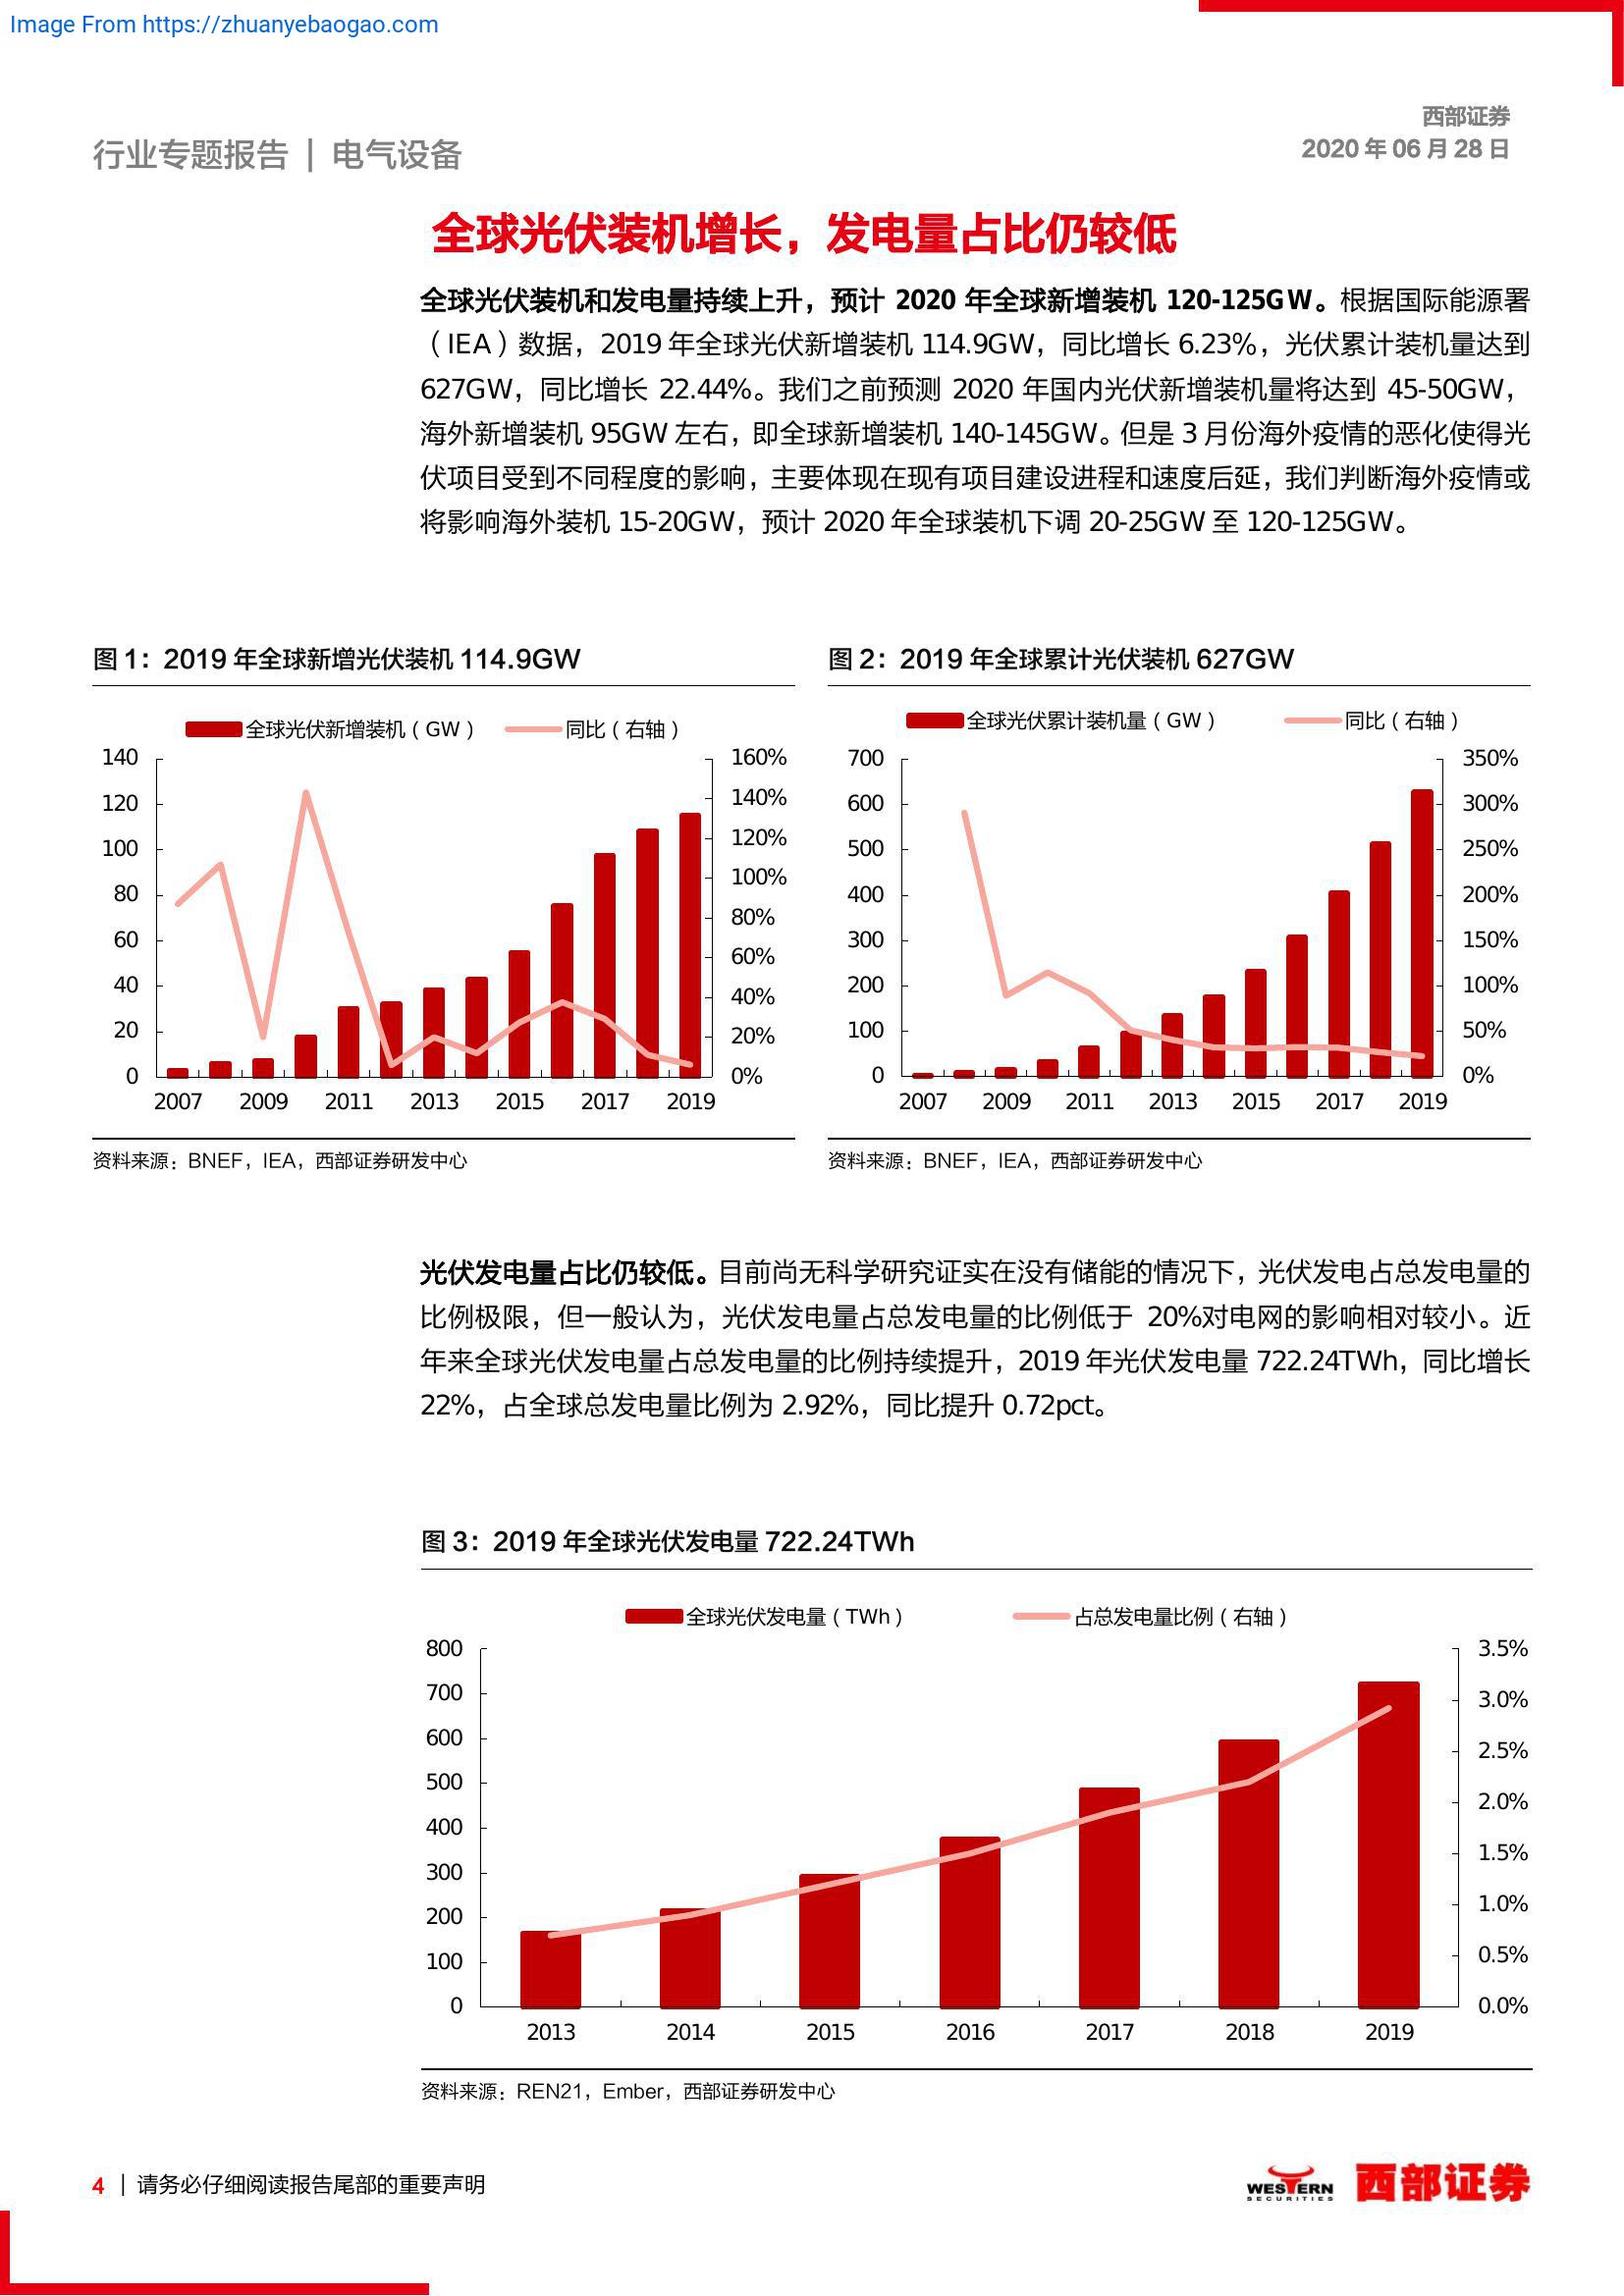 Image From https://zhuanyebaogao.com
西部证券
行业专题报告 | 电气设备
2020 年 06 月 28 日
全球光伏装机增长，发电量占比仍较低
全球光伏装机和发电量持续上升，预计 2020 年全球新增装机 120-125GW。根据国际能源署
（IEA）数据，2019 年全球光伏新增装机 114.9GW，同比增长 6.23%，光伏累计装机量达到
627GW，同比增长 22.44%。我们之前预测 2020 年国内光伏新增装机量将达到 45-50GW，
海外新增装机 95GW 左右，即全球新增装机 140-145GW。但是 3 月份海外疫情的恶化使得光
伏项目受到不同程度的影响，主要体现在现有项目建设进程和速度后延，我们判断海外疫情或
将影响海外装机 15-20GW，预计 2020 年全球装机下调 20-25GW 至 120-125GW。
图 1：2019 年全球新增光伏装机 114.9GW
全球光伏新增装机（GW） 同比（右轴）
140 160%
120 140%
100 120%
80 100%
60 80%
40 60%
20 40%
0 20%
0%
2007 2009 2011 2013 2015 2017 2019
资料来源：BNEF，IEA，西部证券研发中心
图 2：2019 年全球累计光伏装机 627GW
全球光伏累计装机量（GW） 同比（右轴）
700 350%
600 300%
500 250%
400 200%
300 150%
200 100%
100 50%
0 0%
2007 2009 2011 2013 2015 2017 2019
资料来源：BNEF，IEA，西部证券研发中心
光伏发电量占比仍较低。目前尚无科学研究证实在没有储能的情况下，光伏发电占总发电量的
比例极限，但一般认为，光伏发电量占总发电量的比例低于 20%对电网的影响相对较小。近
年来全球光伏发电量占总发电量的比例持续提升，2019 年光伏发电量 722.24TWh，同比增长
22%，占全球总发电量比例为 2.92%，同比提升 0.72pct。
图 3：2019 年全球光伏发电量 722.24TWh
全球光伏发电量（TWh） 占总发电量比例（右轴）
800 3.5%
700 3.0%
600 2.5%
500 2.0%
400 1.5%
300 1.0%
200 0.5%
100 0.0%
0
2013 2014 2015 2016 2017 2018 2019
资料来源：REN21，Ember，西部证券研发中心
4 | 请务必仔细阅读报告尾部的重要声明
WESTERN
SECURITIES
西部证券